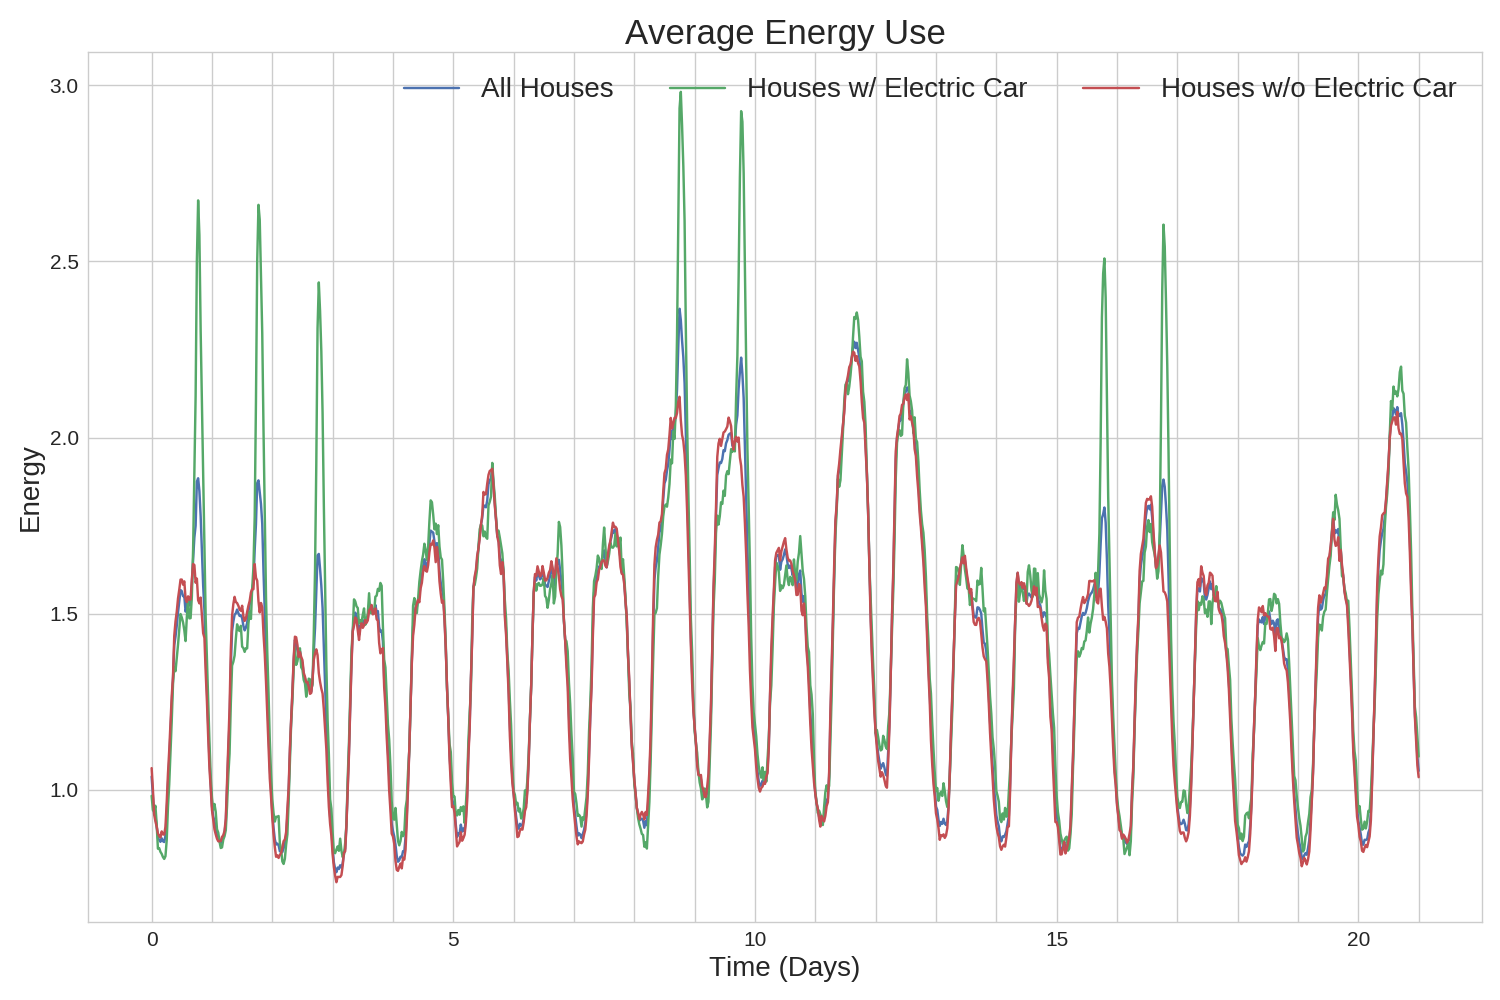 Average Energy Use
All Houses Houses w/ Electric Car Houses w/o Electric Car
3.0
2.5
2.0
1.5
1.0
Energy
0 5 10 15 20
Time (Days)